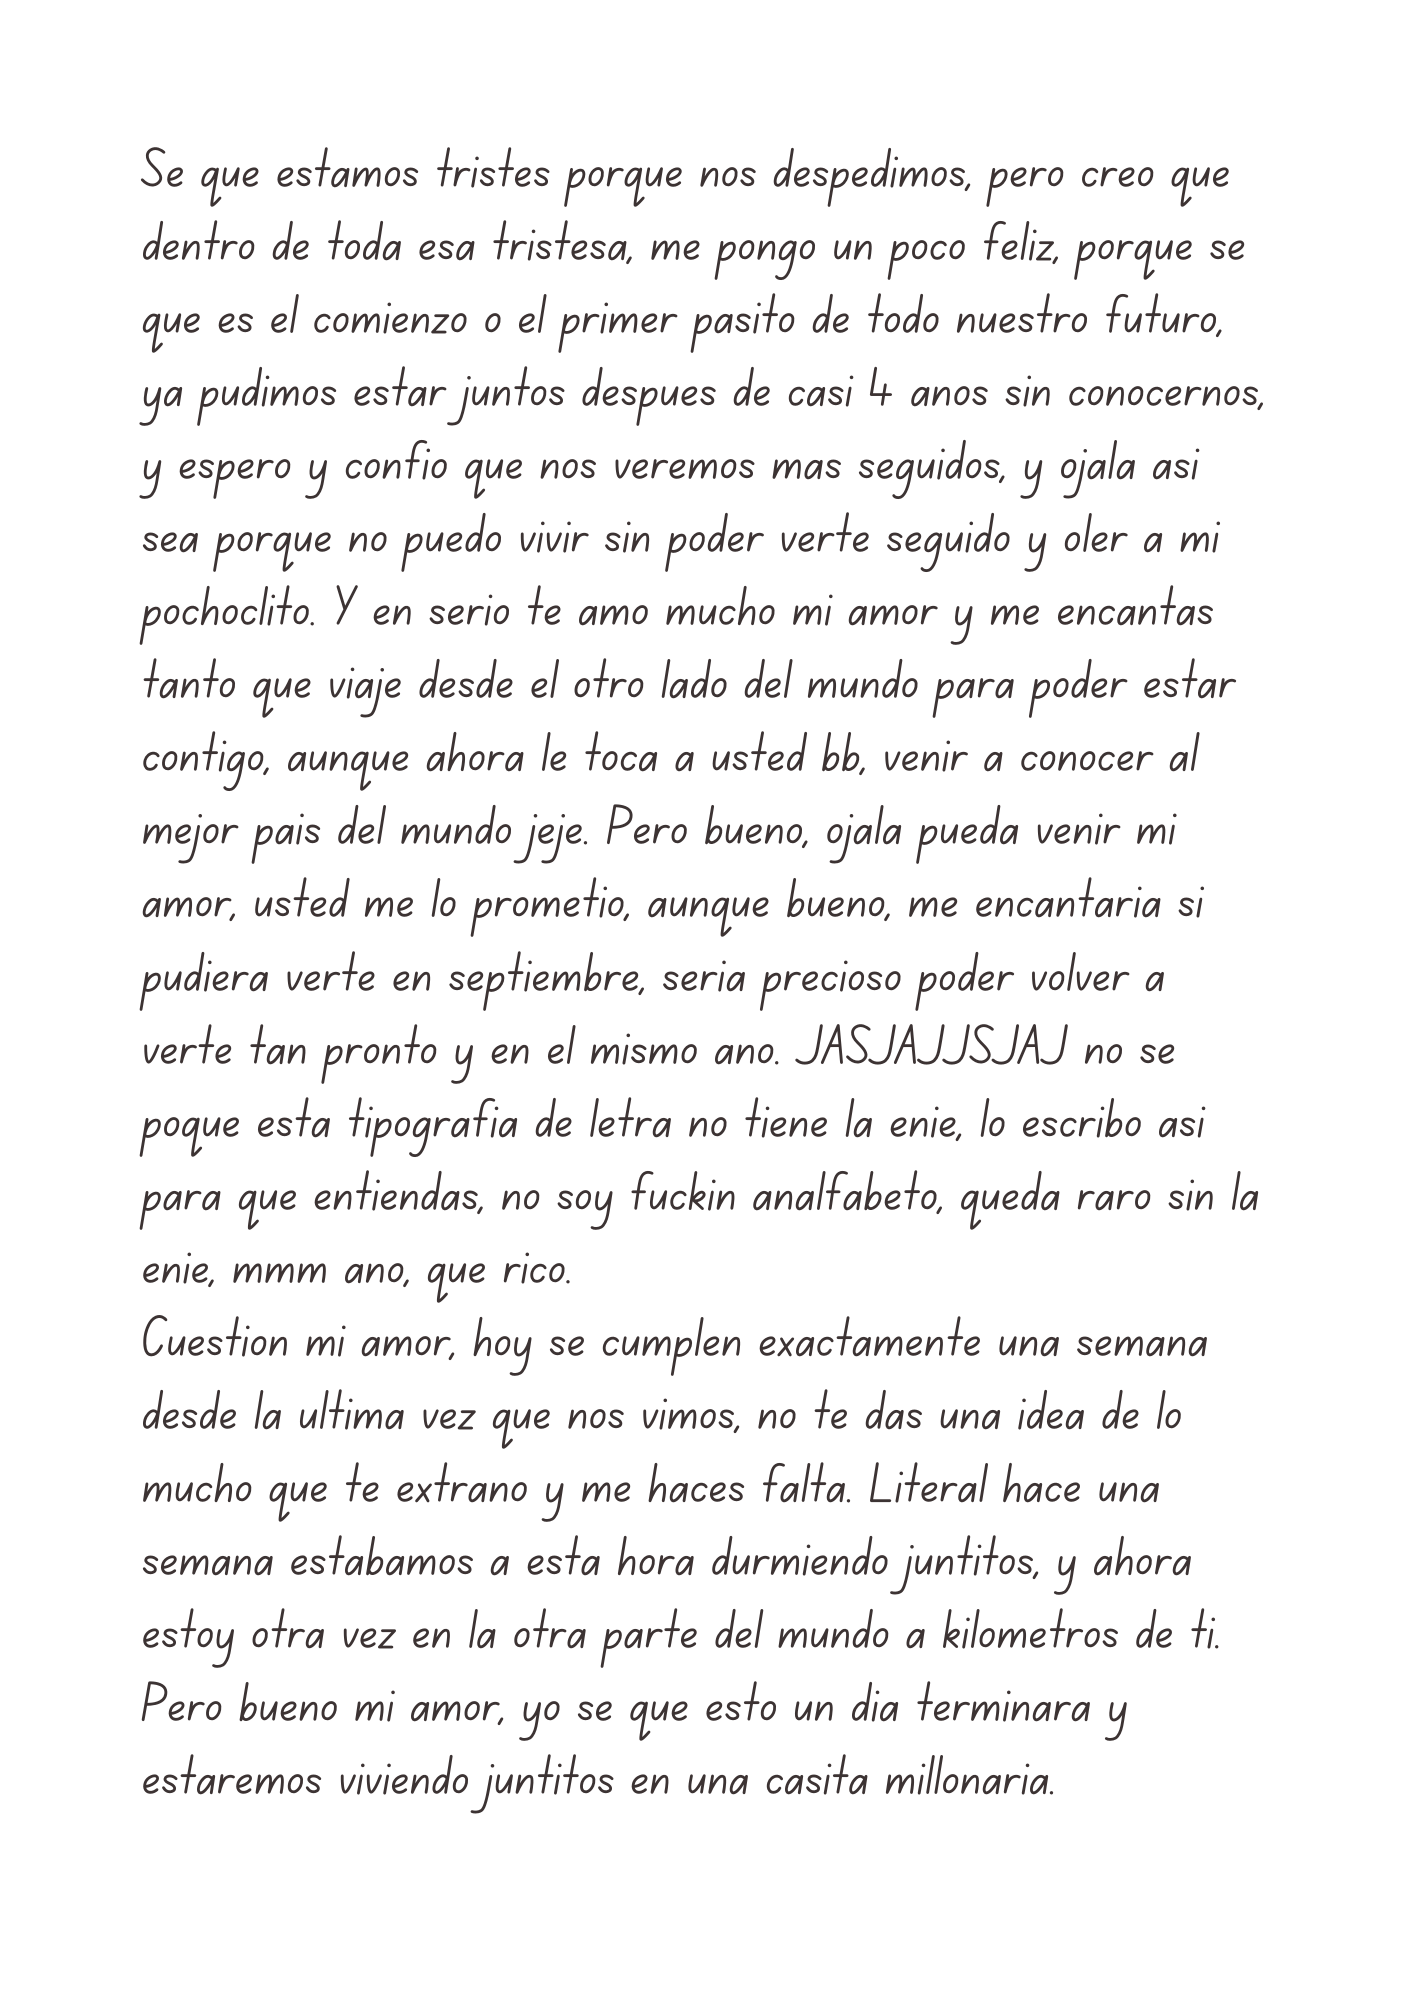 Se que estamos tristes porque nos despedimos, pero creo que
dentro de toda esa tristesa, me pongo un poco feliz, porque se
que es el comienzo o el primer pasito de todo nuestro futuro,
ya pudimos estar juntos despues de casi 4 anos sin conocernos,
y espero y confio que nos veremos mas seguidos, y ojala asi
sea porque no puedo vivir sin poder verte seguido y oler a mi
pochoclito. Y en serio te amo mucho mi amor y me encantas
tanto que viaje desde el otro lado del mundo para poder estar
contigo, aunque ahora le toca a usted bb, venir a conocer al
mejor pais del mundo jeje. Pero bueno, ojala pueda venir mi
amor, usted me lo prometio, aunque bueno, me encantaria si
pudiera verte en septiembre, seria precioso poder volver a
verte tan pronto y en el mismo ano. JASJAJJSJAJ no se
poque esta tipografia de letra no tiene la enie, lo escribo asi
para que entiendas, no soy fuckin analfabeto, queda raro sin la
enie, mmm ano, que rico.
Cuestion mi amor, hoy se cumplen exactamente una semana
desde la ultima vez que nos vimos, no te das una idea de lo
mucho que te extrano y me haces falta. Literal hace una
semana estabamos a esta hora durmiendo juntitos, y ahora
estoy otra vez en la otra parte del mundo a kilometros de ti.
Pero bueno mi amor, yo se que esto un dia terminara y
estaremos viviendo juntitos en una casita millonaria.